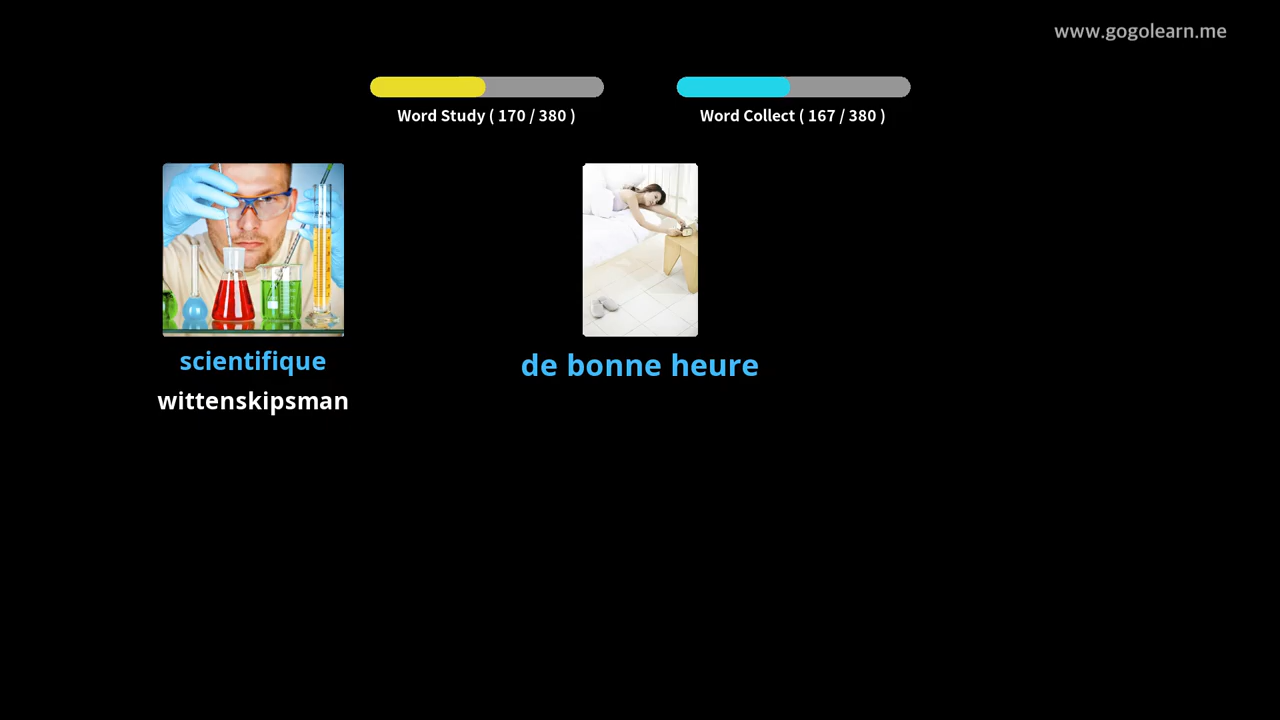 www.gogolearn.me
Word Study ( 170 / 380 )
Word Collect ( 167 / 380 )
scientifique
wittenskipsman
de bonne heure